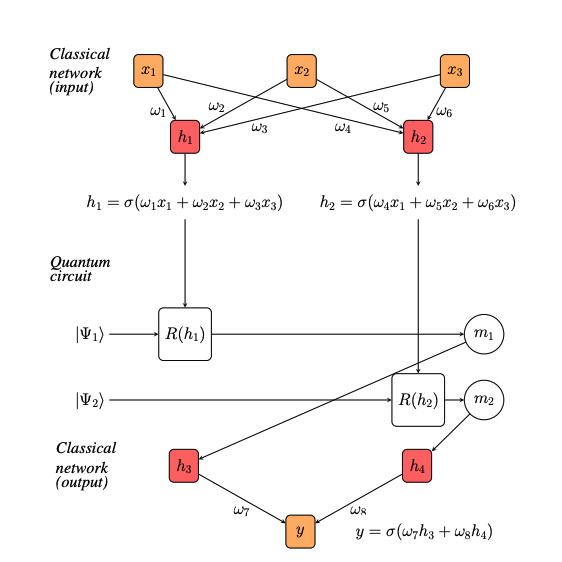 Classical
network
(input)
x₁ x₂ x₃
ω₁ ω₂ ω₃ ω₄ ω₅ ω₆
h₁ h₂
h₁ = σ(ω₁x₁ + ω₂x₂ + ω₃x₃) h₂ = σ(ω₄x₁ + ω₅x₂ + ω₆x₃)
Quantum
circuit
|Ψ₁⟩ R(h₁) m₁
|Ψ₂⟩ R(h₂) m₂
Classical
network
(output)
h₃ h₄
ω₇ ω₈
y y = σ(ω₇h₃ + ω₈h₄)